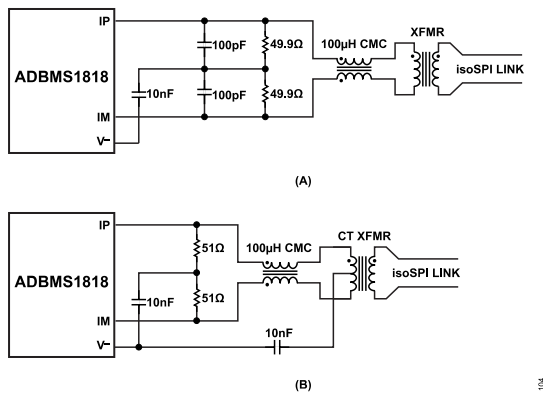 XFMR
IP
100pF
49.9Ω
100µH CMC
ADBMS1818
isoSPI LINK
10nF
100pF
49.9Ω
IM
V−
(A)
IP
CT XFMR
51Ω
100µH CMC
ADBMS1818
isoSPI LINK
10nF
51Ω
IM
10nF
V−
(B)
104